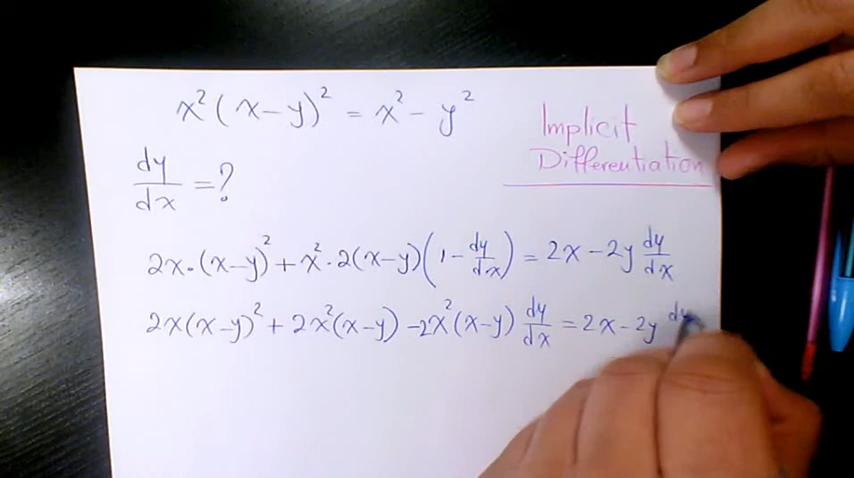 x²(x-y)² = x² - y²
Implicit
Differentiation
dy/dx = ?
2x·(x-y)² + x²·2(x-y)(1 - dy/dx) = 2x - 2y dy/dx
2x(x-y)² + 2x²(x-y) - 2x²(x-y) dy/dx = 2x - 2y dy